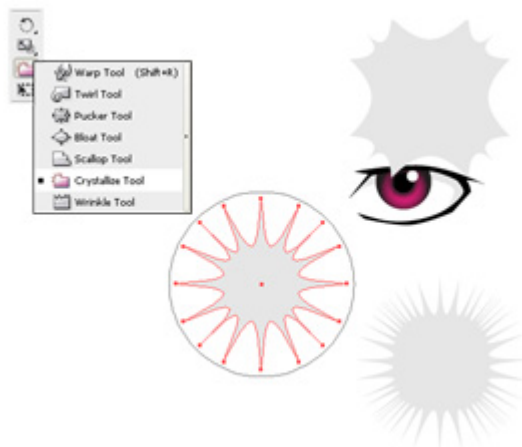 Warp Tool (Shift+R)
Twirl Tool
Pucker Tool
Bloat Tool
Scallop Tool
Crystallize Tool
Wrinkle Tool